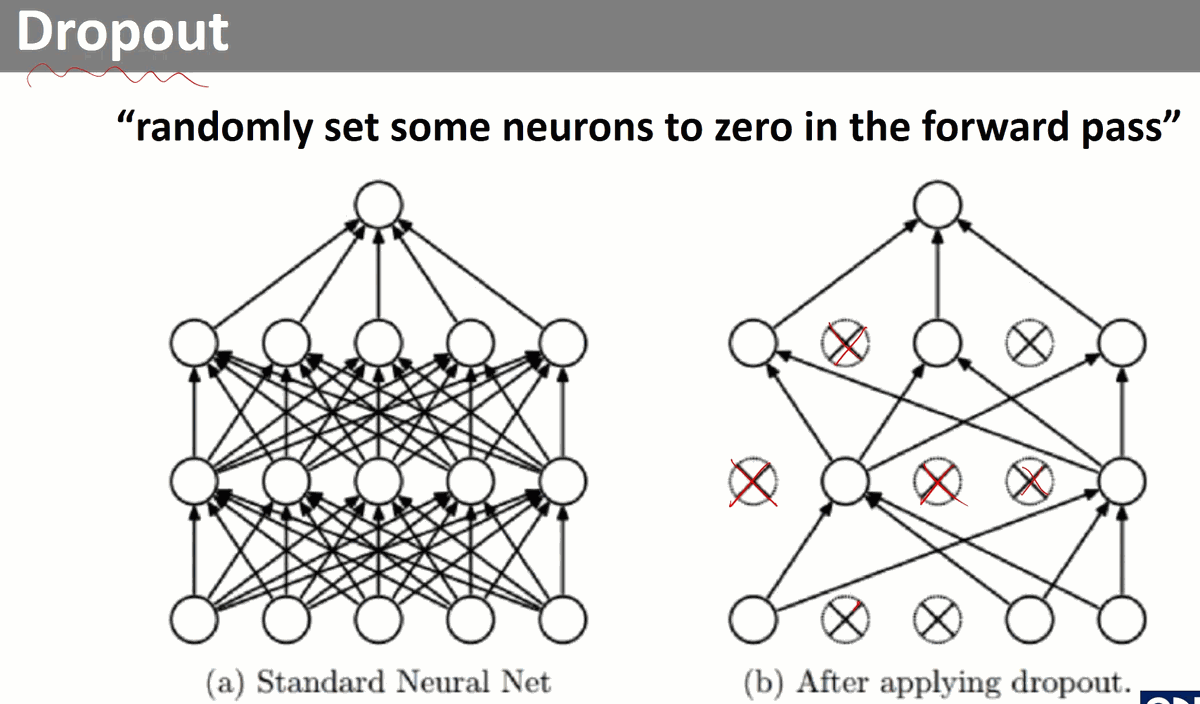 Dropout
“randomly set some neurons to zero in the forward pass”
(a) Standard Neural Net
(b) After applying dropout.